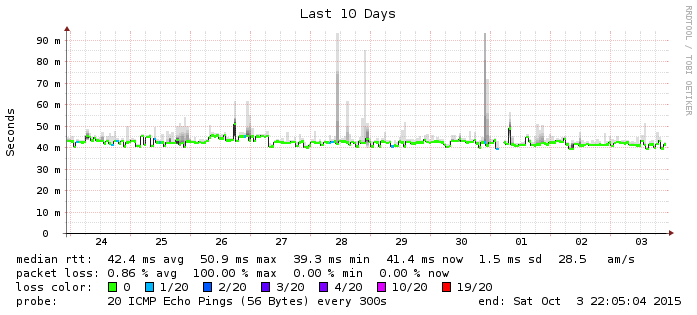 Last 10 Days
RRDTOOL / TOBI OETIKER
Seconds
90 m
80 m
70 m
60 m
50 m
40 m
30 m
20 m
10 m
0
24 25 26 27 28 29 30 01 02 03
median rtt: 42.4 ms avg 50.9 ms max 39.3 ms min 41.4 ms now 1.5 ms sd 28.5 am/s
packet loss: 0.86 % avg 100.00 % max 0.00 % min 0.00 % now
loss color: 0 1/20 2/20 3/20 4/20 10/20 19/20
probe: 20 ICMP Echo Pings (56 Bytes) every 300s end: Sat Oct 3 22:05:04 2015